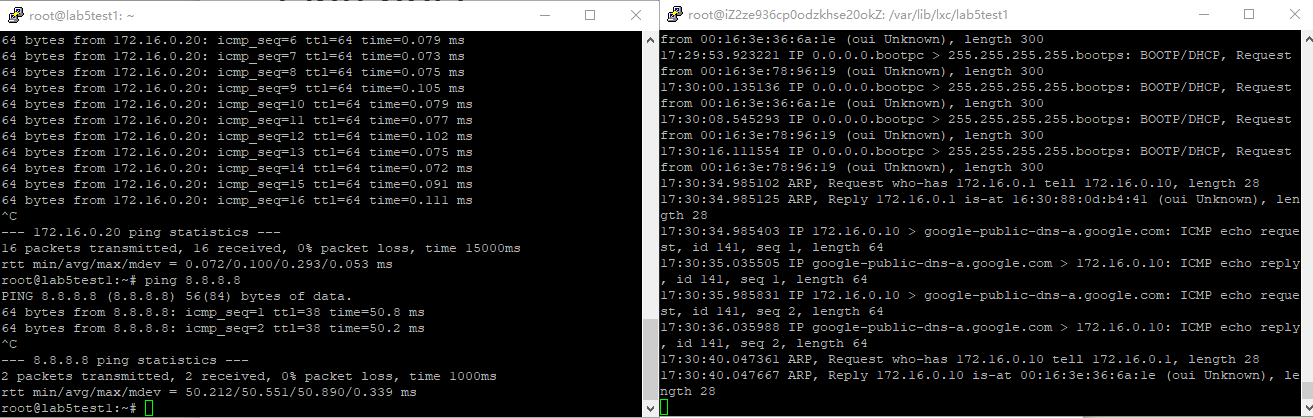 root@lab5test1: ~
64 bytes from 172.16.0.20: icmp_seq=6 ttl=64 time=0.079 ms
64 bytes from 172.16.0.20: icmp_seq=7 ttl=64 time=0.073 ms
64 bytes from 172.16.0.20: icmp_seq=8 ttl=64 time=0.075 ms
64 bytes from 172.16.0.20: icmp_seq=9 ttl=64 time=0.105 ms
64 bytes from 172.16.0.20: icmp_seq=10 ttl=64 time=0.079 ms
64 bytes from 172.16.0.20: icmp_seq=11 ttl=64 time=0.077 ms
64 bytes from 172.16.0.20: icmp_seq=12 ttl=64 time=0.102 ms
64 bytes from 172.16.0.20: icmp_seq=13 ttl=64 time=0.075 ms
64 bytes from 172.16.0.20: icmp_seq=14 ttl=64 time=0.072 ms
64 bytes from 172.16.0.20: icmp_seq=15 ttl=64 time=0.091 ms
64 bytes from 172.16.0.20: icmp_seq=16 ttl=64 time=0.111 ms
^C
--- 172.16.0.20 ping statistics ---
16 packets transmitted, 16 received, 0% packet loss, time 15000ms
rtt min/avg/max/mdev = 0.072/0.100/0.293/0.053 ms
root@lab5test1:~# ping 8.8.8.8
PING 8.8.8.8 (8.8.8.8) 56(84) bytes of data.
64 bytes from 8.8.8.8: icmp_seq=1 ttl=38 time=50.8 ms
64 bytes from 8.8.8.8: icmp_seq=2 ttl=38 time=50.2 ms
^C
--- 8.8.8.8 ping statistics ---
2 packets transmitted, 2 received, 0% packet loss, time 1000ms
rtt min/avg/max/mdev = 50.212/50.551/50.890/0.339 ms
root@lab5test1:~#
root@iZ2ze936cp0odzkhse20okZ: /var/lib/lxc/lab5test1
from 00:16:3e:36:6a:1e (oui Unknown), length 300
17:29:53.923221 IP 0.0.0.0.bootpc > 255.255.255.255.bootps: BOOTP/DHCP, Request
from 00:16:3e:78:96:19 (oui Unknown), length 300
17:30:00.135136 IP 0.0.0.0.bootpc > 255.255.255.255.bootps: BOOTP/DHCP, Request
from 00:16:3e:36:6a:1e (oui Unknown), length 300
17:30:08.545293 IP 0.0.0.0.bootpc > 255.255.255.255.bootps: BOOTP/DHCP, Request
from 00:16:3e:78:96:19 (oui Unknown), length 300
17:30:16.111554 IP 0.0.0.0.bootpc > 255.255.255.255.bootps: BOOTP/DHCP, Request
from 00:16:3e:78:96:19 (oui Unknown), length 300
17:30:34.985102 ARP, Request who-has 172.16.0.1 tell 172.16.0.10, length 28
17:30:34.985125 ARP, Reply 172.16.0.1 is-at 16:30:88:0d:b4:41 (oui Unknown), len
gth 28
17:30:34.985403 IP 172.16.0.10 > google-public-dns-a.google.com: ICMP echo reque
st, id 141, seq 1, length 64
17:30:35.035505 IP google-public-dns-a.google.com > 172.16.0.10: ICMP echo reply
, id 141, seq 1, length 64
17:30:35.985831 IP 172.16.0.10 > google-public-dns-a.google.com: ICMP echo reque
st, id 141, seq 2, length 64
17:30:36.035988 IP google-public-dns-a.google.com > 172.16.0.10: ICMP echo reply
, id 141, seq 2, length 64
17:30:40.047361 ARP, Request who-has 172.16.0.10 tell 172.16.0.1, length 28
17:30:40.047667 ARP, Reply 172.16.0.10 is-at 00:16:3e:36:6a:1e (oui Unknown), le
ngth 28